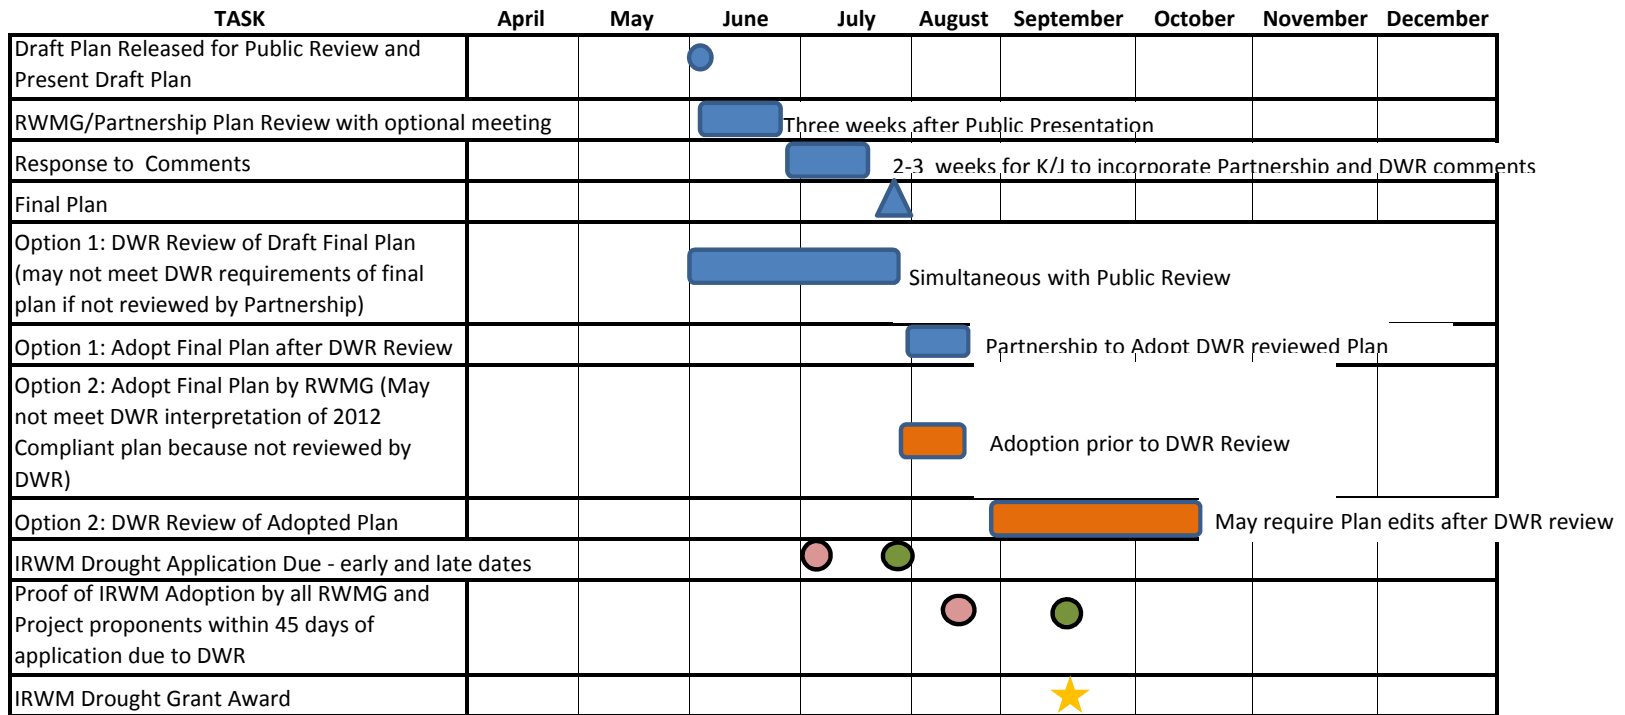 TASK April May June July August September October November December
Draft Plan Released for Public Review and
Present Draft Plan
RWMG/Partnership Plan Review with optional meeting
Three weeks after Public Presentation
Response to  Comments
2-3  weeks for K/J to incorporate Partnership and DWR comments
Final Plan
Option 1: DWR Review of Draft Final Plan
(may not meet DWR requirements of final
plan if not reviewed by Partnership)
Simultaneous with Public Review
Option 1: Adopt Final Plan after DWR Review
Partnership to Adopt DWR reviewed Plan
Option 2: Adopt Final Plan by RWMG (May
not meet DWR interpretation of 2012
Compliant plan because not reviewed by
DWR)
Adoption prior to DWR Review
Option 2: DWR Review of Adopted Plan
May require Plan edits after DWR review
IRWM Drought Application Due - early and late dates
Proof of IRWM Adoption by all RWMG and
Project proponents within 45 days of
application due to DWR
IRWM Drought Grant Award